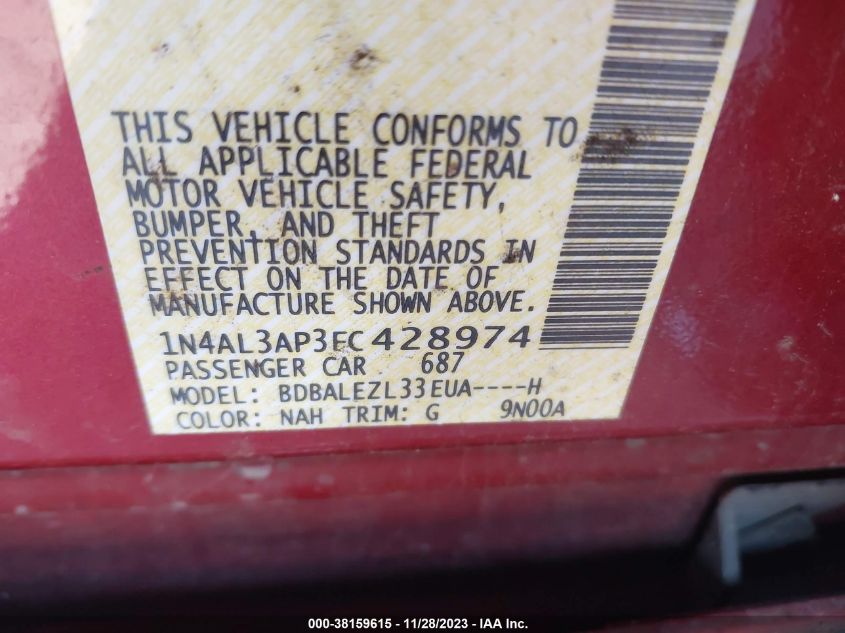 THIS VEHICLE CONFORMS TO
ALL APPLICABLE FEDERAL
MOTOR VEHICLE SAFETY,
BUMPER, AND THEFT
PREVENTION STANDARDS IN
EFFECT ON THE DATE OF
MANUFACTURE SHOWN ABOVE.
1N4AL3AP3EC428974
PASSENGER CAR 687
MODEL: BDBALEZL33EUA----H
COLOR: NAH TRIM: G 9N00A
000-38159615 - 11/28/2023 - IAA Inc.